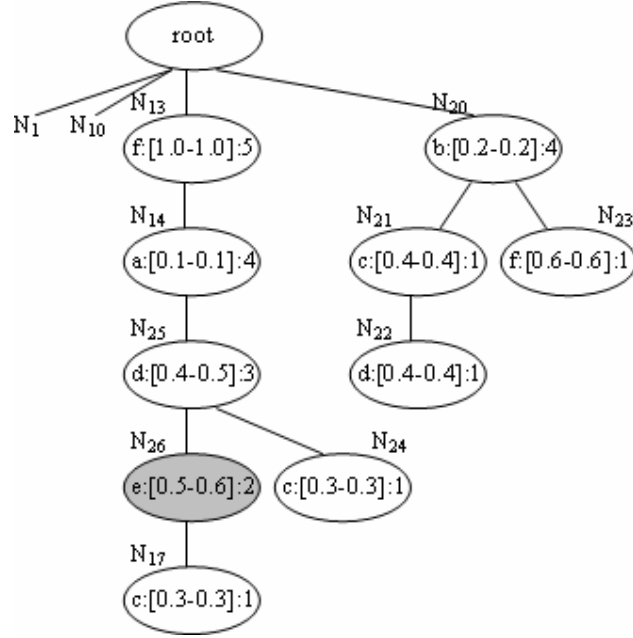 root
N1 N10 N13 N20
f:[1.0-1.0]:5 b:[0.2-0.2]:4
N14 N21 N23
a:[0.1-0.1]:4 c:[0.4-0.4]:1 f:[0.6-0.6]:1
N25 N22
d:[0.4-0.5]:3 d:[0.4-0.4]:1
N26 N24
e:[0.5-0.6]:2 c:[0.3-0.3]:1
N17
c:[0.3-0.3]:1